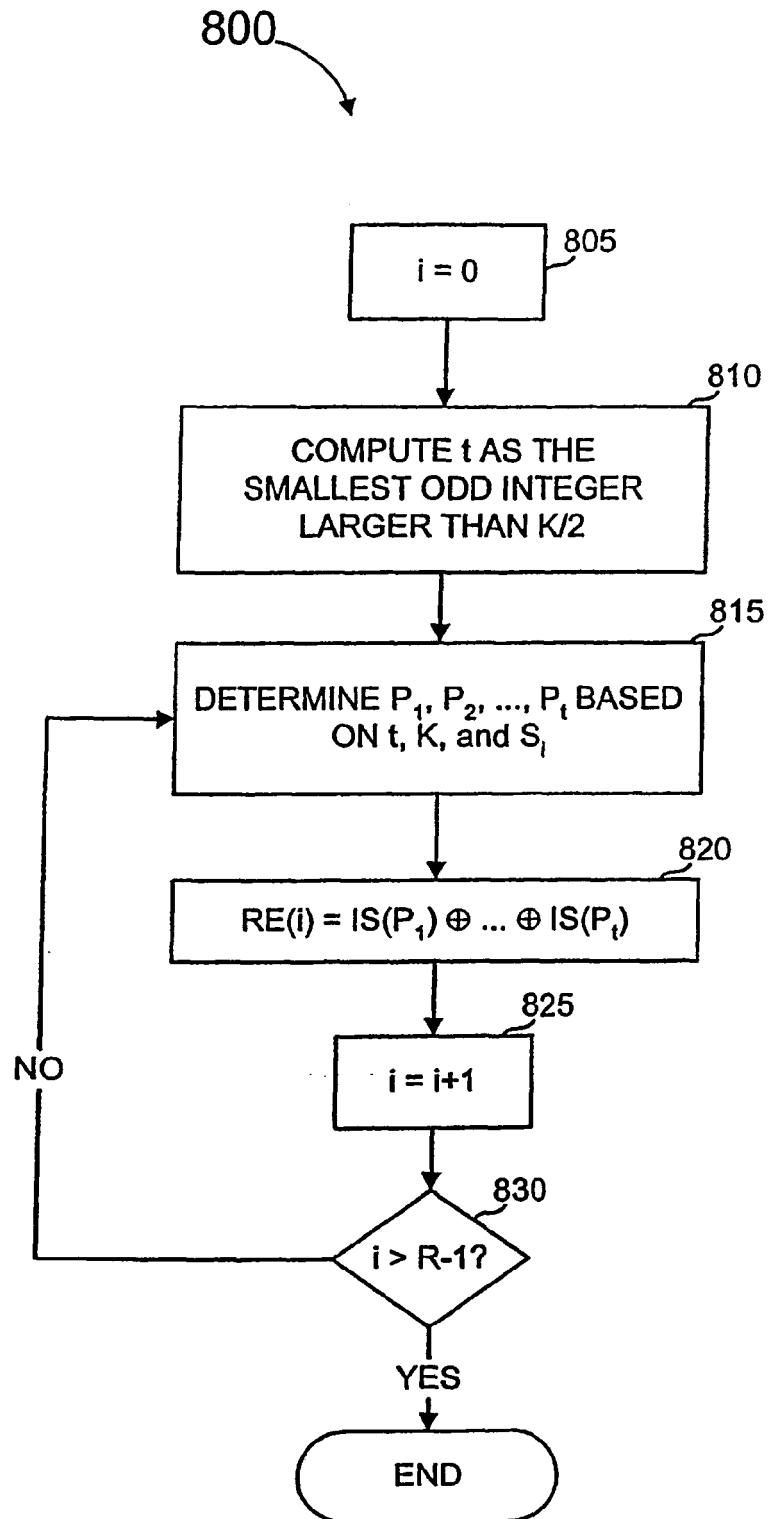 800
i = 0
805
810
COMPUTE t AS THE
SMALLEST ODD INTEGER
LARGER THAN K/2
815
DETERMINE P₁, P₂, ..., Pₜ BASED
ON t, K, and Sᵢ
820
RE(i) = IS(P₁) ⊕ ... ⊕ IS(Pₜ)
825
i = i+1
NO
830
i > R-1?
YES
END